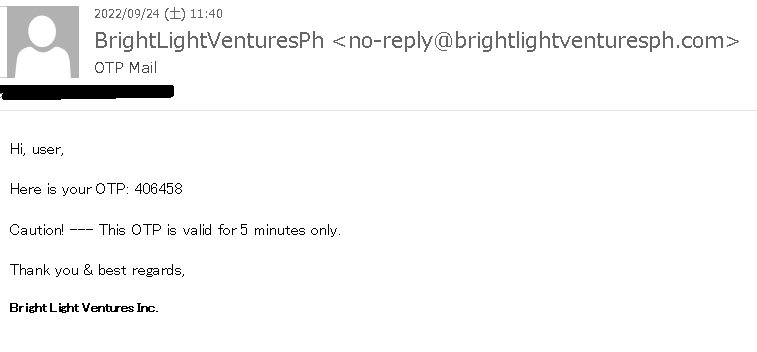 2022/09/24 (土) 11:40
BrightLightVenturesPh <no-reply@brightlightventuresph.com>
OTP Mail
Hi, user,
Here is your OTP: 406458
Caution! --- This OTP is valid for 5 minutes only.
Thank you & best regards,
Bright Light Ventures Inc.